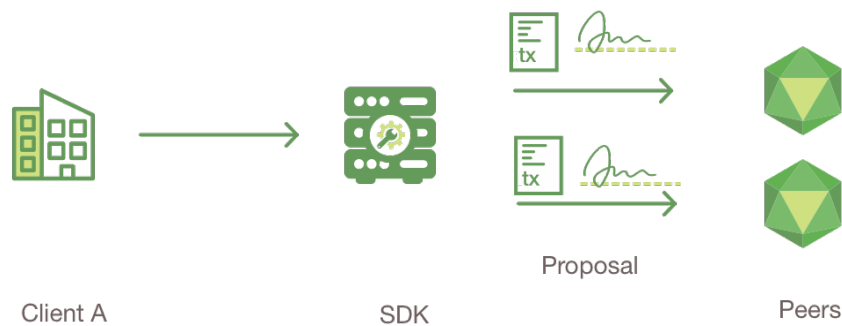 tx
tx
Proposal
Client A
SDK
Peers